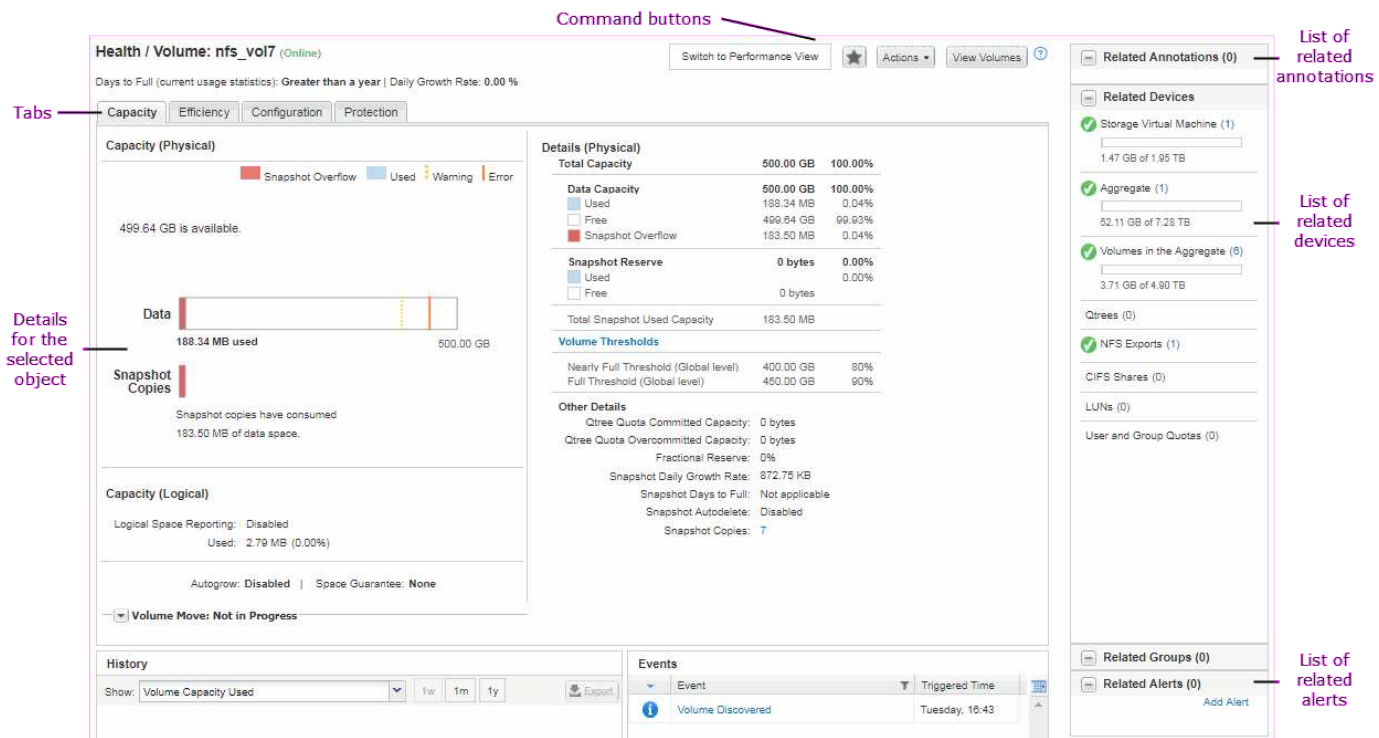 Command buttons
Health / Volume: nfs_vol7 (Online)
Switch to Performance View
Actions
View Volumes
?
Days to Full (current usage statistics): Greater than a year | Daily Growth Rate: 0.00 %
Tabs
Capacity Efficiency Configuration Protection
Capacity (Physical)
Snapshot Overflow Used Warning Error
499.64 GB is available.
Details
for the
selected
object
Data
188.34 MB used 500.00 GB
Snapshot
Copies
Snapshot copies have consumed
183.50 MB of data space.
Capacity (Logical)
Logical Space Reporting: Disabled
Used: 2.79 MB (0.00%)
Autogrow: Disabled | Space Guarantee: None
Volume Move: Not in Progress
Details (Physical)
Total Capacity 500.00 GB 100.00%
Data Capacity 500.00 GB 100.00%
Used 188.34 MB 0.04%
Free 499.64 GB 99.93%
Snapshot Overflow 183.50 MB 0.04%
Snapshot Reserve 0 bytes 0.00%
Used 0.00%
Free 0 bytes
Total Snapshot Used Capacity 183.50 MB
Volume Thresholds
Nearly Full Threshold (Global level) 400.00 GB 80%
Full Threshold (Global level) 450.00 GB 90%
Other Details
Qtree Quota Committed Capacity: 0 bytes
Qtree Quota Overcommitted Capacity: 0 bytes
Fractional Reserve: 0%
Snapshot Daily Growth Rate: 872.75 KB
Snapshot Days to Full: Not applicable
Snapshot Autodelete: Disabled
Snapshot Copies: 7
History
Show: Volume Capacity Used 1w 1m 1y Export
Events
Event Triggered Time
Volume Discovered Tuesday, 16:43
Related Annotations (0)
List of
related
annotations
Related Devices
Storage Virtual Machine (1)
1.47 GB of 1.95 TB
Aggregate (1)
52.11 GB of 7.28 TB
List of
related
devices
Volumes in the Aggregate (6)
3.71 GB of 4.90 TB
Qtrees (0)
NFS Exports (1)
CIFS Shares (0)
LUNs (0)
User and Group Quotas (0)
Related Groups (0)
Related Alerts (0)
Add Alert
List of
related
alerts